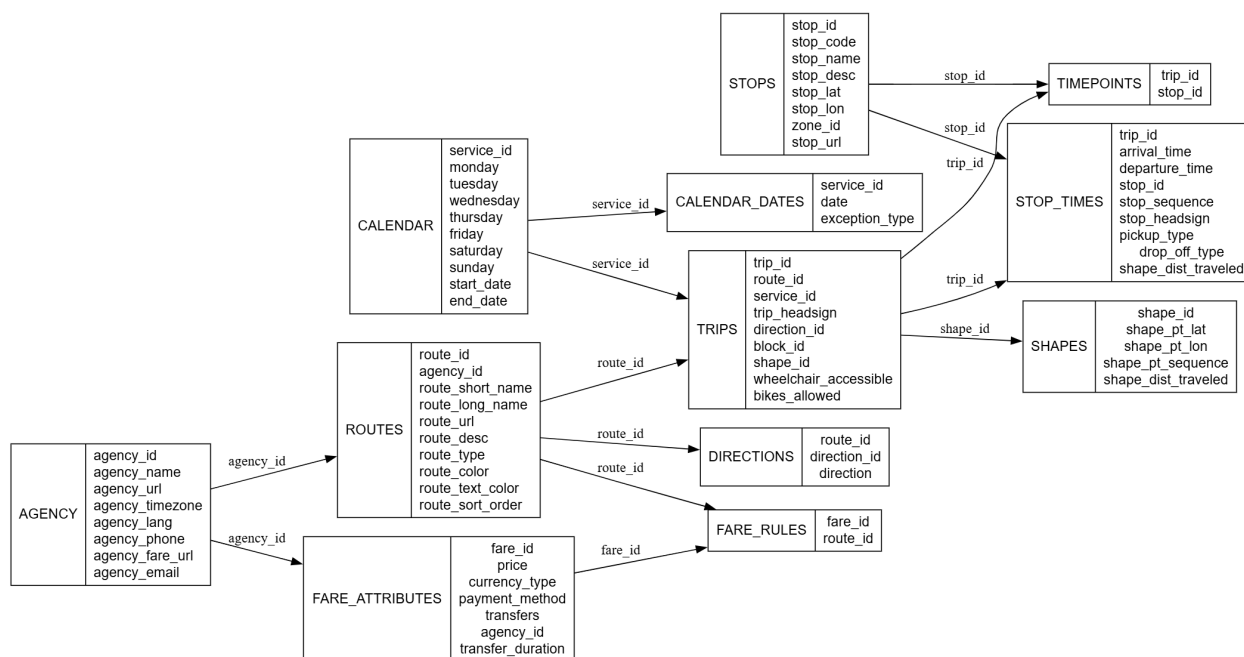 STOPS
stop_id
stop_code
stop_name
stop_desc
stop_lat
stop_lon
zone_id
stop_url
stop_id
stop_id
TIMEPOINTS
trip_id
stop_id
CALENDAR
service_id
monday
tuesday
wednesday
thursday
friday
saturday
sunday
start_date
end_date
service_id
service_id
CALENDAR_DATES
service_id
date
exception_type
trip_id
STOP_TIMES
trip_id
arrival_time
departure_time
stop_id
stop_sequence
stop_headsign
pickup_type
drop_off_type
shape_dist_traveled
TRIPS
trip_id
route_id
service_id
trip_headsign
direction_id
block_id
shape_id
wheelchair_accessible
bikes_allowed
trip_id
shape_id
SHAPES
shape_id
shape_pt_lat
shape_pt_lon
shape_pt_sequence
shape_dist_traveled
ROUTES
route_id
agency_id
route_short_name
route_long_name
route_url
route_desc
route_type
route_color
route_text_color
route_sort_order
route_id
route_id
route_id
DIRECTIONS
route_id
direction_id
direction
AGENCY
agency_id
agency_name
agency_url
agency_timezone
agency_lang
agency_phone
agency_fare_url
agency_email
agency_id
agency_id
FARE_RULES
fare_id
route_id
FARE_ATTRIBUTES
fare_id
price
currency_type
payment_method
transfers
agency_id
transfer_duration
fare_id